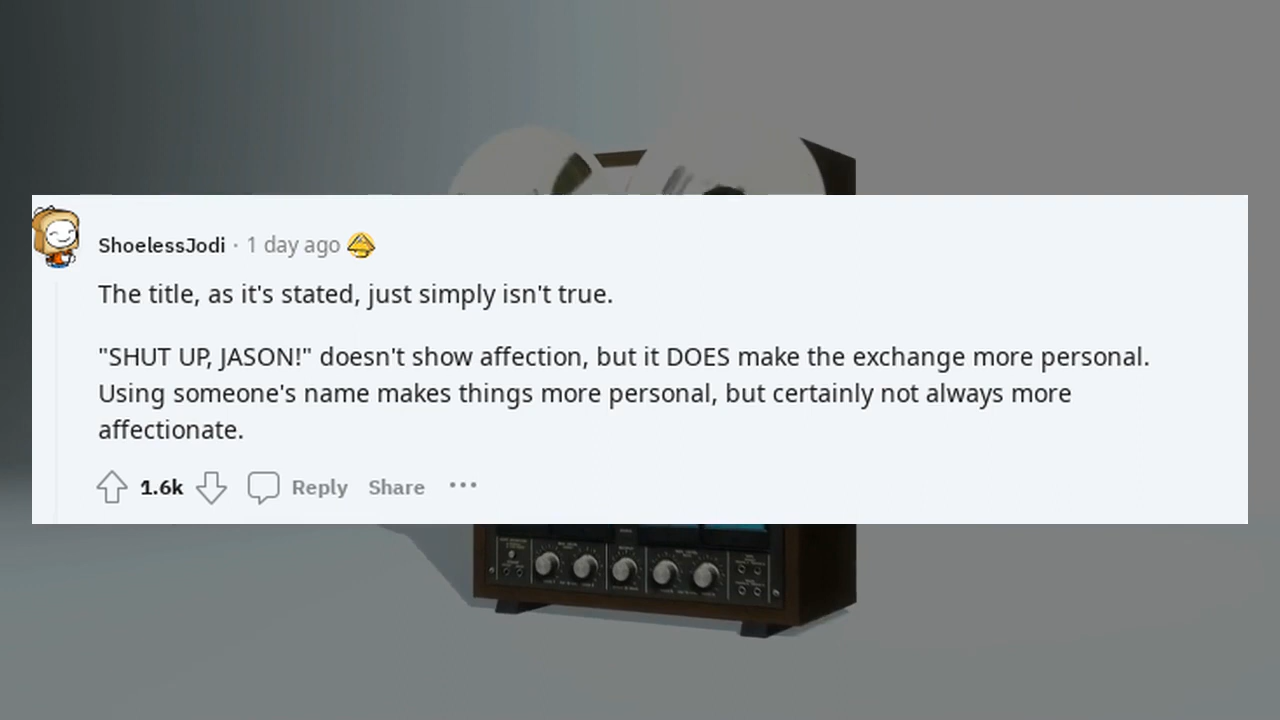 ShoelessJodi · 1 day ago
The title, as it's stated, just simply isn't true.
"SHUT UP, JASON!" doesn't show affection, but it DOES make the exchange more personal.
Using someone's name makes things more personal, but certainly not always more
affectionate.
1.6k Reply Share ···